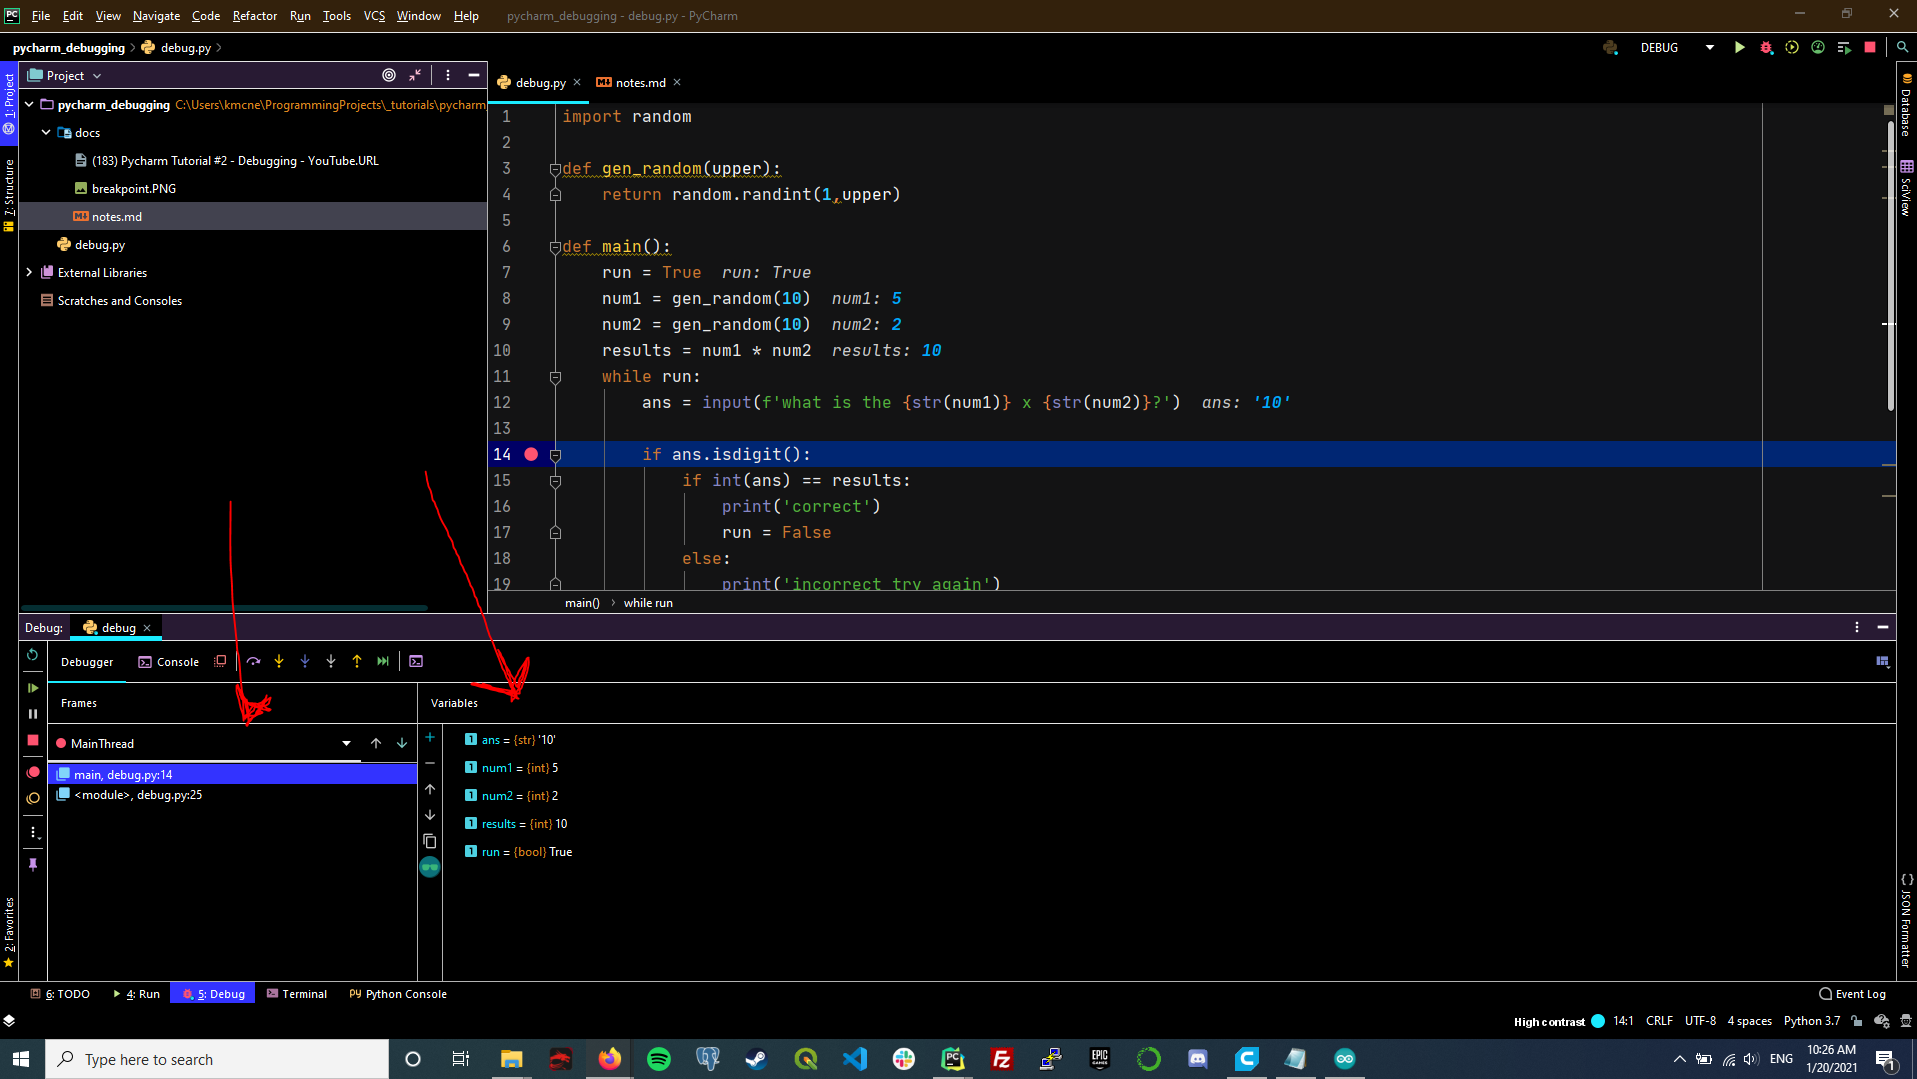 PC File Edit View Navigate Code Refactor Run Tools VCS Window Help pycharm_debugging - debug.py - PyCharm
pycharm_debugging debug.py DEBUG
1: Project
7: Structure
2: Favorites
Project
pycharm_debugging C:\Users\kmcne\ProgrammingProjects\_tutorials\pycharm_
docs
(183) Pycharm Tutorial #2 - Debugging - YouTube.URL
breakpoint.PNG
notes.md
debug.py
External Libraries
Scratches and Consoles
debug.py notes.md
1 import random
2
3 def gen_random(upper):
4 return random.randint(1,upper)
5
6 def main():
7 run = True run: True
8 num1 = gen_random(10) num1: 5
9 num2 = gen_random(10) num2: 2
10 results = num1 * num2 results: 10
11 while run:
12 ans = input(f'what is the {str(num1)} x {str(num2)}?') ans: '10'
13
14 if ans.isdigit():
15 if int(ans) == results:
16 print('correct')
17 run = False
18 else:
19 print('incorrect try again')
main() while run
Database
SciView
{} JSON Formatter
Debug: debug
Debugger Console
Frames
MainThread
main, debug.py:14
<module>, debug.py:25
Variables
ans = {str} '10'
num1 = {int} 5
num2 = {int} 2
results = {int} 10
run = {bool} True
6: TODO 4: Run 5: Debug Terminal Python Console Event Log
High contrast 14:1 CRLF UTF-8 4 spaces Python 3.7
Type here to search
ENG
10:26 AM
1/20/2021
1